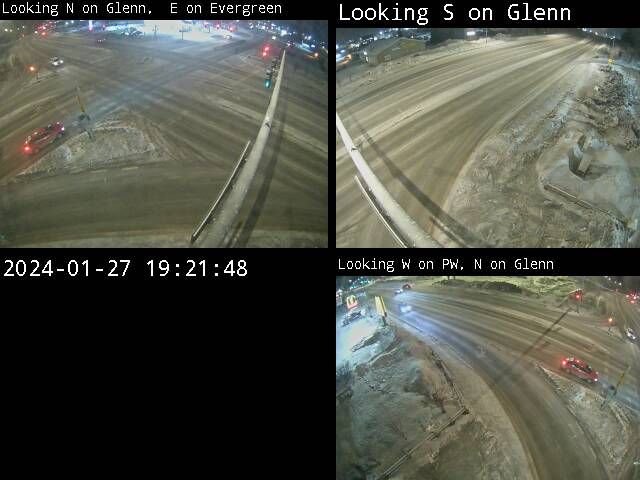 Looking N on Glenn,  E on Evergreen
Looking S on Glenn
2024-01-27 19:21:48
Looking W on PW, N on Glenn